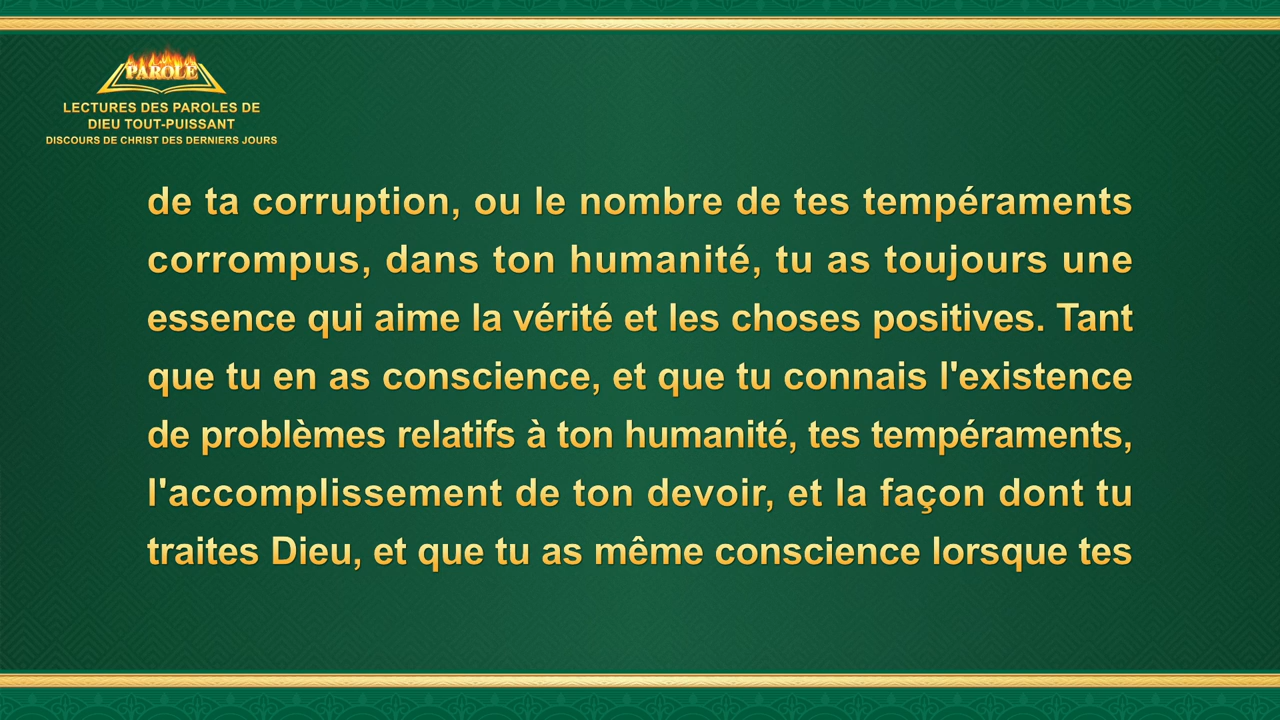 PAROLE
LECTURES DES PAROLES DE
DIEU TOUT-PUISSANT
DISCOURS DE CHRIST DES DERNIERS JOURS
de ta corruption, ou le nombre de tes tempéraments
corrompus, dans ton humanité, tu as toujours une
essence qui aime la vérité et les choses positives. Tant
que tu en as conscience, et que tu connais l'existence
de problèmes relatifs à ton humanité, tes tempéraments,
l'accomplissement de ton devoir, et la façon dont tu
traites Dieu, et que tu as même conscience lorsque tes